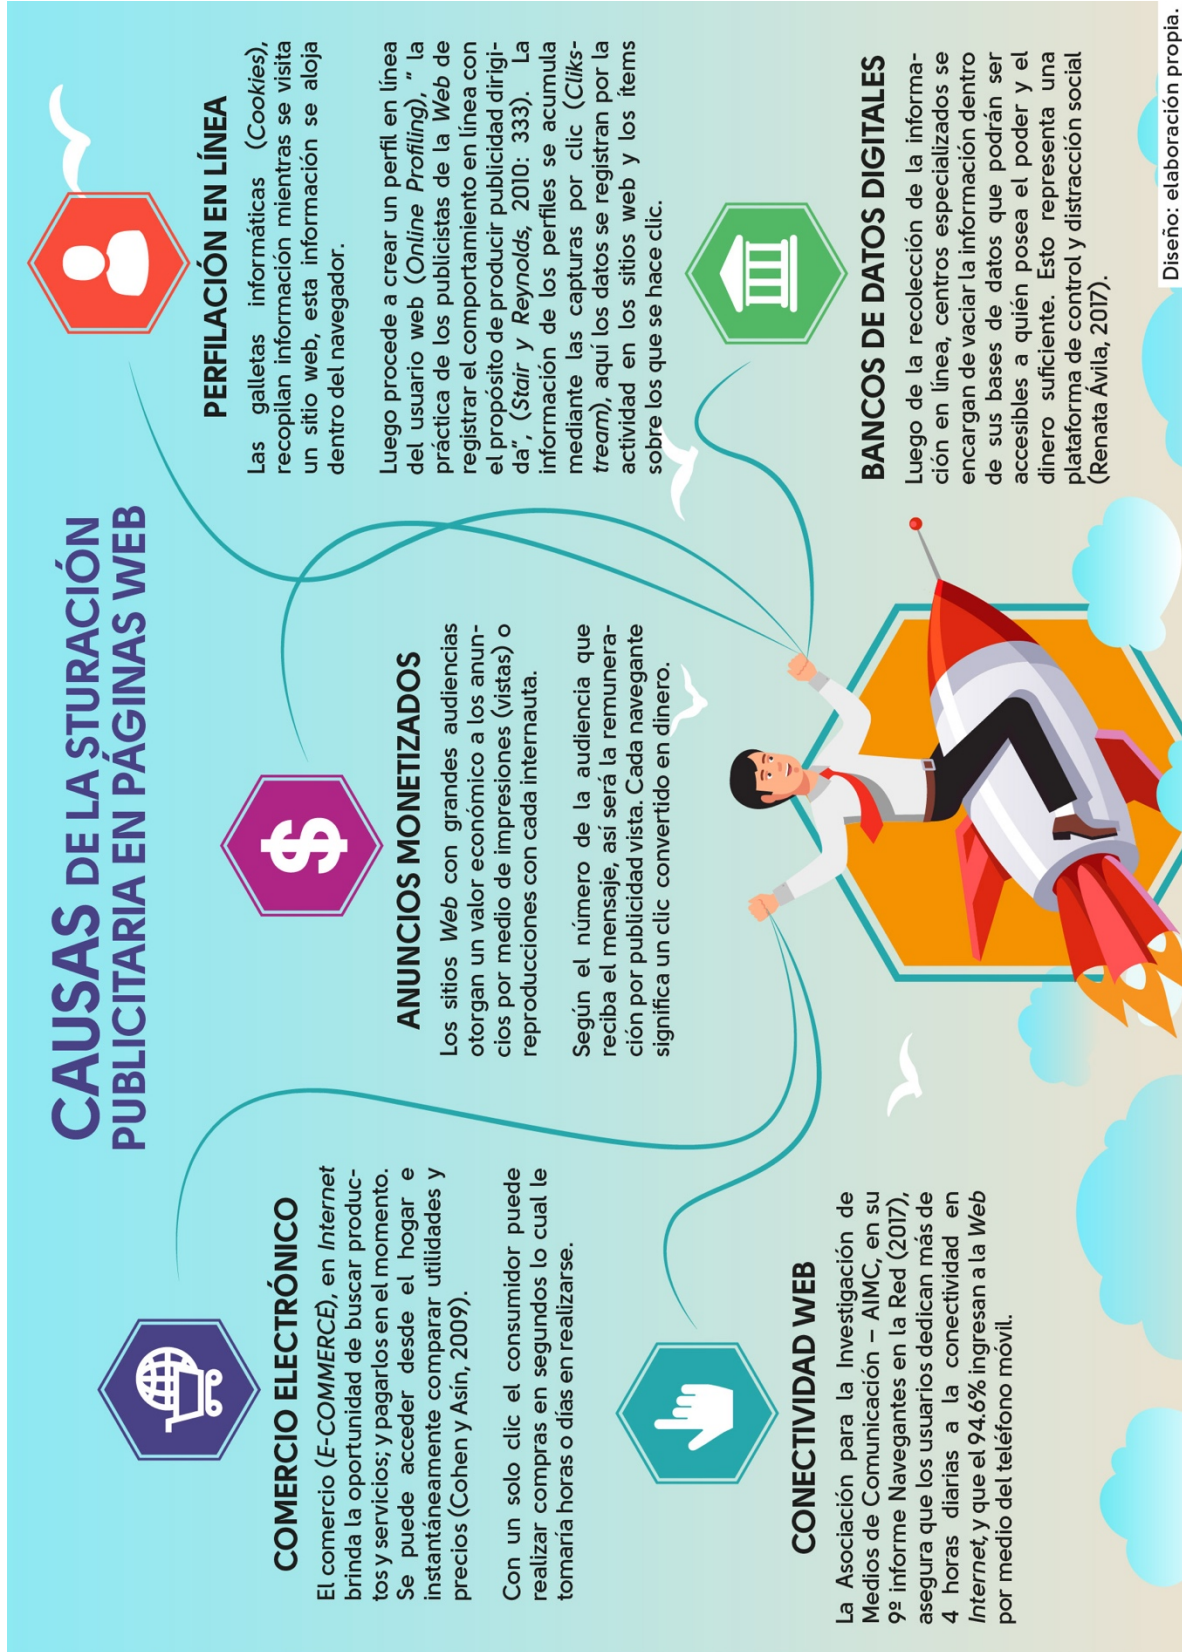 CAUSAS DE LA STURACIÓN
PUBLICITARIA EN PÁGINAS WEB
COMERCIO ELECTRÓNICO
El comercio (E-COMMERCE), en Internet
brinda la oportunidad de buscar produc-
tos y servicios; y pagarlos en el momento.
Se puede acceder desde el hogar e
instantáneamente comparar utilidades y
precios (Cohen y Asín, 2009).
Con un solo clic el consumidor puede
realizar compras en segundos lo cual le
tomaría horas o días en realizarse.
CONECTIVIDAD WEB
La Asociación para la Investigación de
Medios de Comunicación – AIMC, en su
9º informe Navegantes en la Red (2017),
asegura que los usuarios dedican más de
4 horas diarias a la conectividad en
Internet, y que el 94.6% ingresan a la Web
por medio del teléfono móvil.
$
ANUNCIOS MONETIZADOS
Los sitios Web con grandes audiencias
otorgan un valor económico a los anun-
cios por medio de impresiones (vistas) o
reproducciones con cada internauta.
Según el número de la audiencia que
reciba el mensaje, así será la remunera-
ción por publicidad vista. Cada navegante
significa un clic convertido en dinero.
PERFILACIÓN EN LÍNEA
Las galletas informáticas (Cookies),
recopilan información mientras se visita
un sitio web, esta información se aloja
dentro del navegador.
Luego procede a crear un perfil en línea
del usuario web (Online Profiling), " la
práctica de los publicistas de la Web de
registrar el comportamiento en línea con
el propósito de producir publicidad dirigi-
da", (Stair y Reynolds, 2010: 333). La
información de los perfiles se acumula
mediante las capturas por clic (Cliks-
tream), aquí los datos se registran por la
actividad en los sitios web y los ítems
sobre los que se hace clic.
BANCOS DE DATOS DIGITALES
Luego de la recolección de la informa-
ción en línea, centros especializados se
encargan de vaciar la información dentro
de sus bases de datos que podrán ser
accesibles a quién posea el poder y el
dinero suficiente. Esto representa una
plataforma de control y distracción social
(Renata Ávila, 2017).
Diseño: elaboración propia.